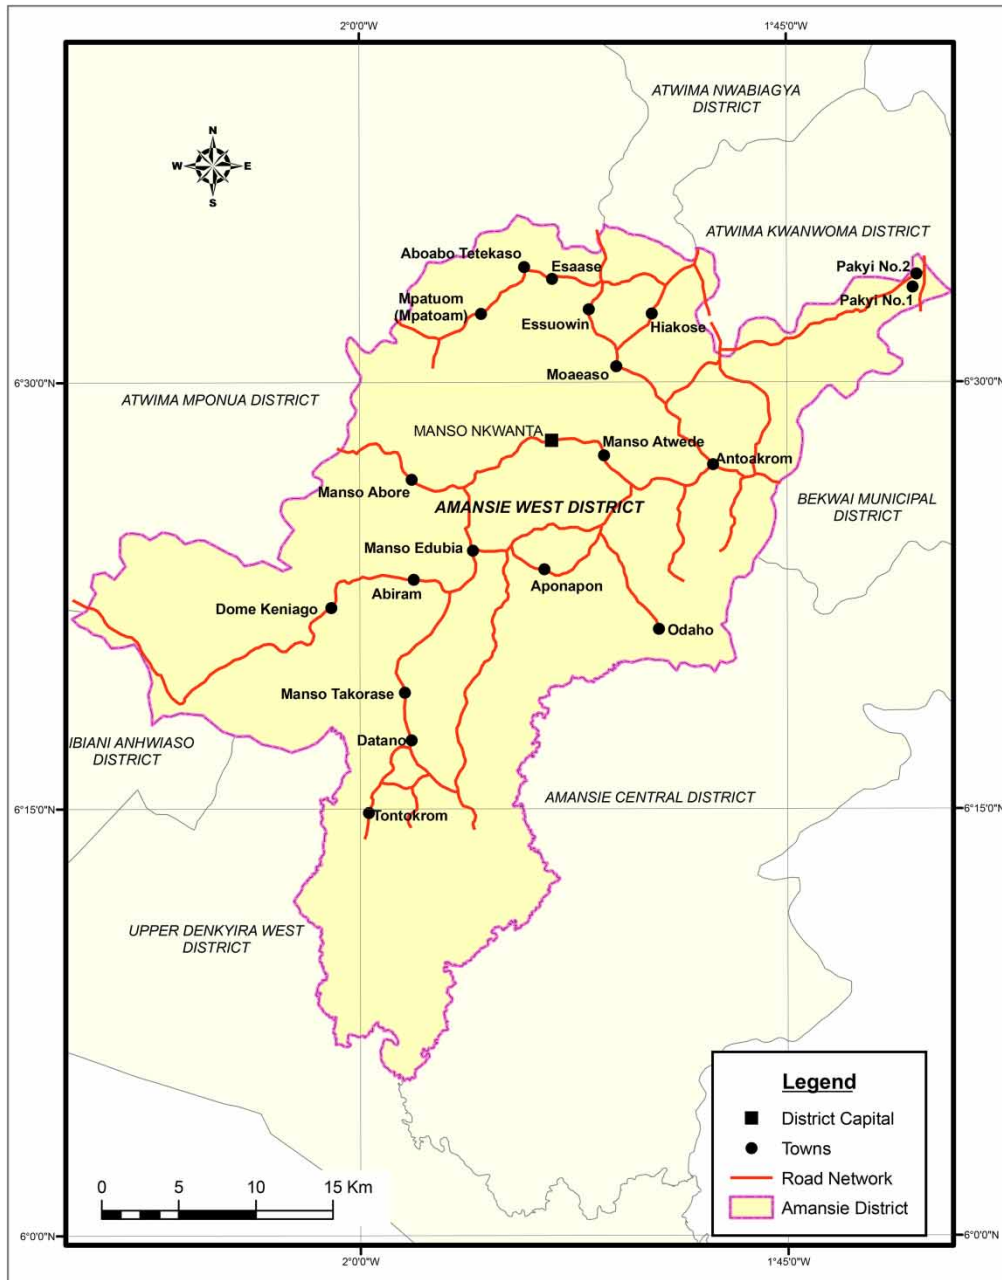 2°0'0"W
1°45'0"W
ATWIMA NWABIAGYA
DISTRICT
N
W
E
S
ATWIMA KWANWOMA DISTRICT
Aboabo Tetekaso
Esaase
Pakyi No.2
Pakyi No.1
Mpatuom
(Mpatoam)
Essuowin
Hiakose
Moaeaso
6°30'0"N
6°30'0"N
ATWIMA MPONUA DISTRICT
MANSO NKWANTA
Manso Atwede
Antoakrom
Manso Abore
AMANSIE WEST DISTRICT
BEKWAI MUNICIPAL
DISTRICT
Manso Edubia
Abiram
Aponapon
Dome Keniago
Odaho
Manso Takorase
Datano
IBIANI ANHWIASO
DISTRICT
AMANSIE CENTRAL DISTRICT
6°15'0"N
6°15'0"N
Tontokrom
UPPER DENKYIRA WEST
DISTRICT
Legend
District Capital
Towns
Road Network
Amansie District
0 5 10 15 Km
6°0'0"N
6°0'0"N
2°0'0"W
1°45'0"W